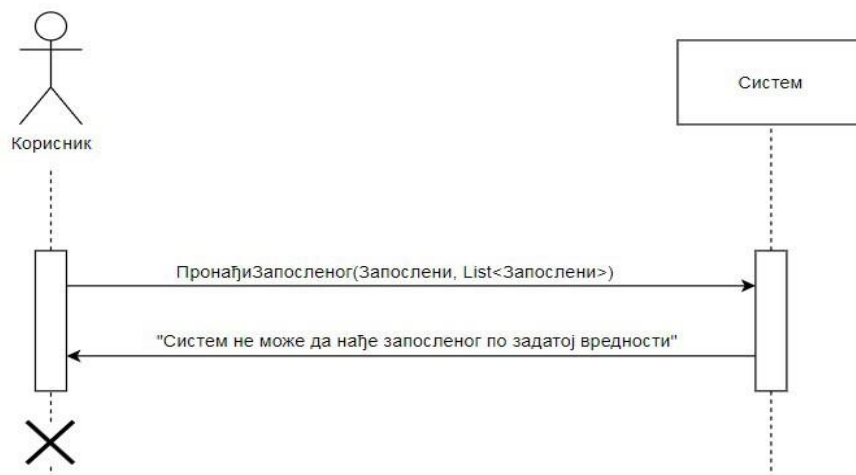 Корисник
Систем
ПронађиЗапосленог(Запослени, List<Запослени>)
"Систем не може да нађе запосленог по задатој вредности"